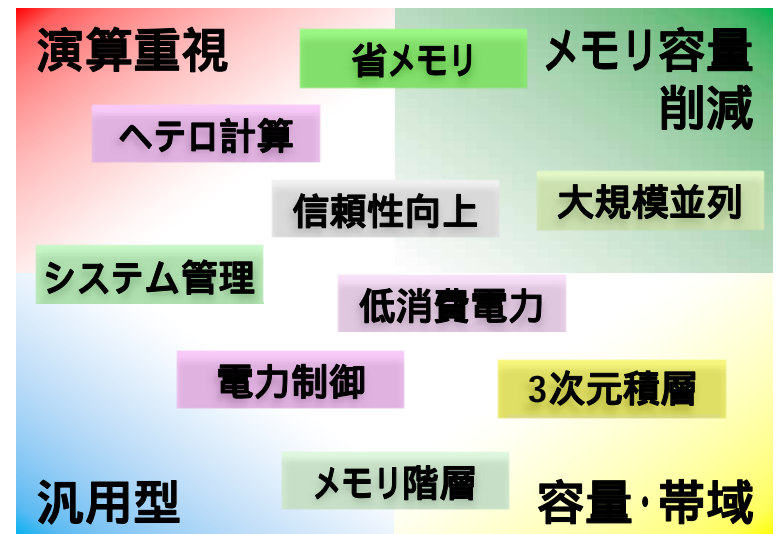 演算重視
省メモリ
メモリ容量
削減
ヘテロ計算
信頼性向上
大規模並列
システム管理
低消費電力
電力制御
3次元積層
メモリ階層
汎用型
容量・帯域